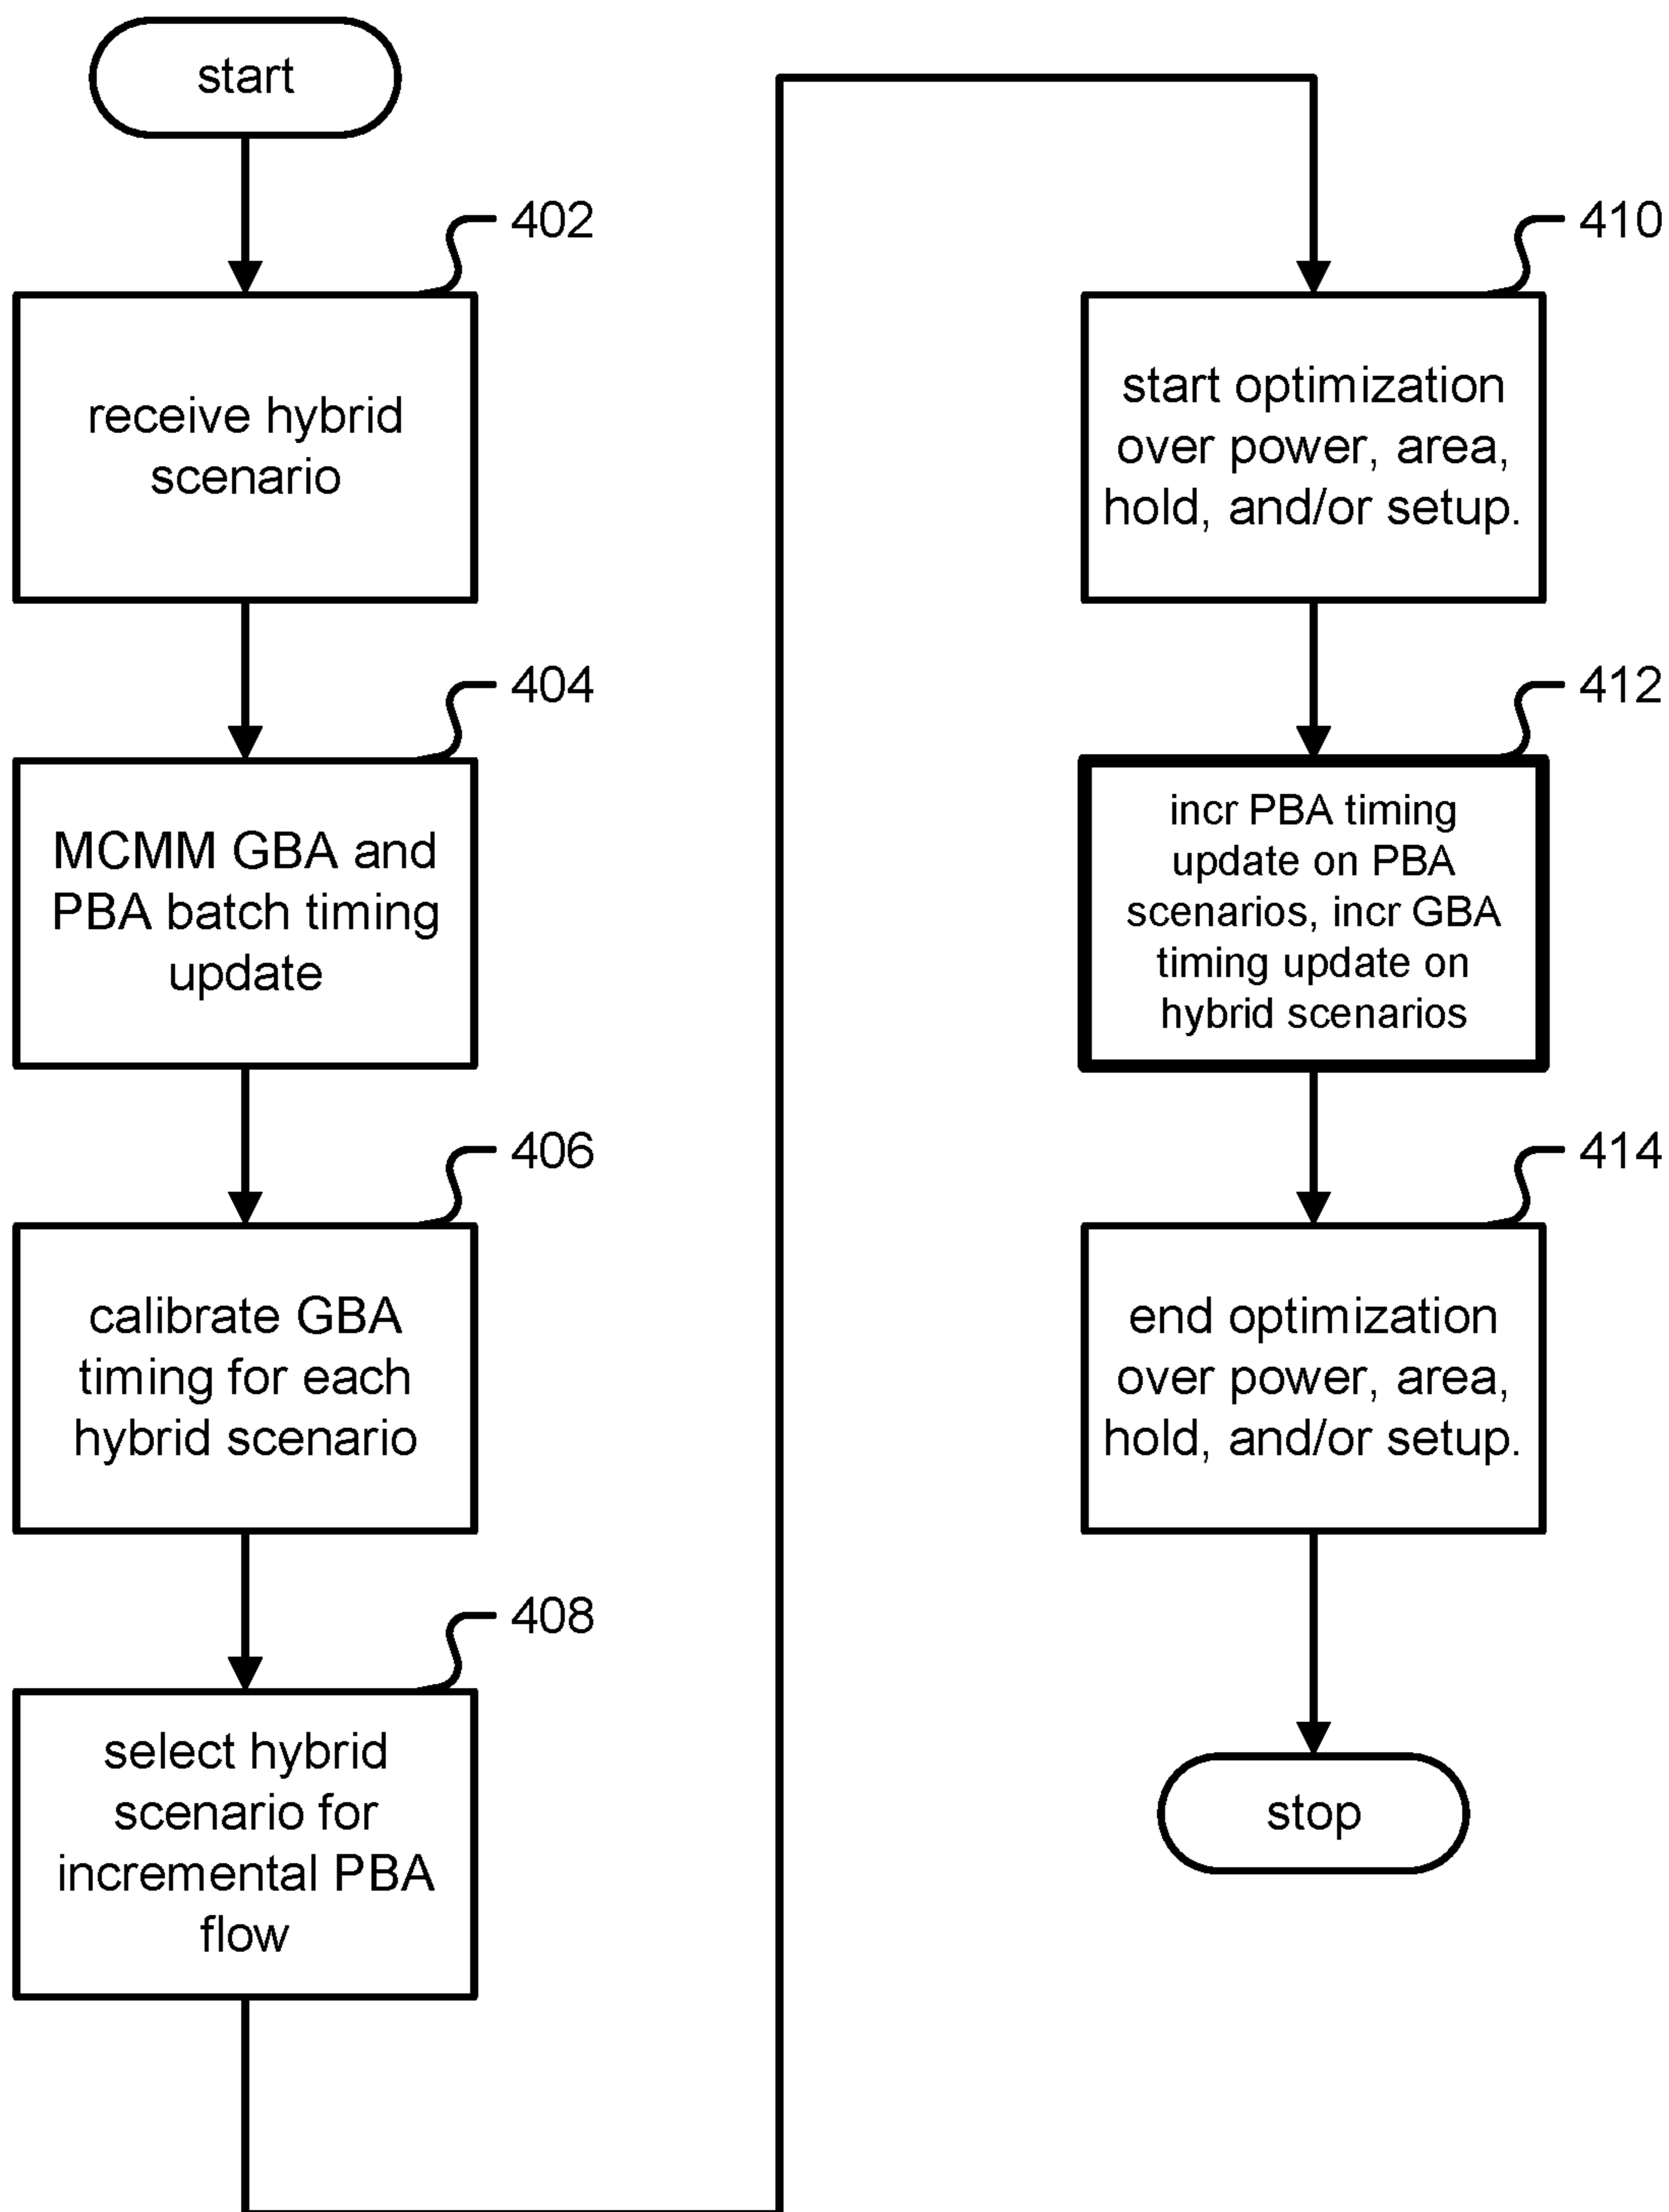 start
402
receive hybrid
scenario
404
MCMM GBA and
PBA batch timing
update
406
calibrate GBA
timing for each
hybrid scenario
408
select hybrid
scenario for
incremental PBA
flow
410
start optimization
over power, area,
hold, and/or setup.
412
incr PBA timing
update on PBA
scenarios, incr GBA
timing update on
hybrid scenarios
414
end optimization
over power, area,
hold, and/or setup.
stop